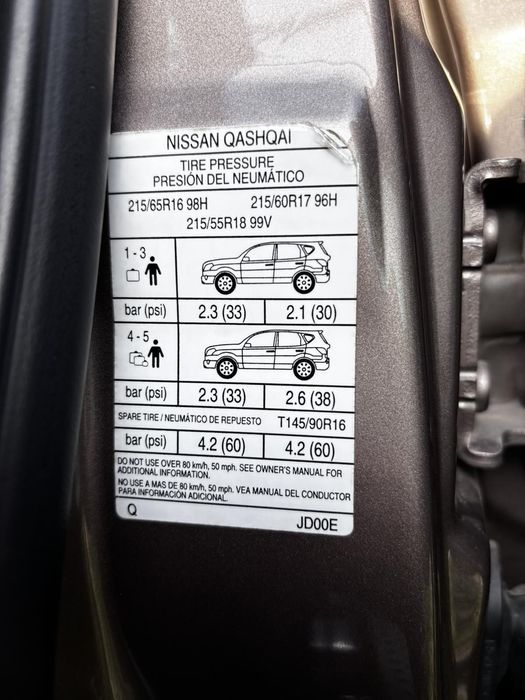 NISSAN QASHQAI
TIRE PRESSURE
PRESIÓN DEL NEUMÁTICO
215/65R16 98H 215/60R17 96H
215/55R18 99V
1 - 3
bar (psi) 2.3 (33) 2.1 (30)
4 - 5
bar (psi) 2.3 (33) 2.6 (38)
SPARE TIRE / NEUMÁTICO DE REPUESTO T145/90R16
bar (psi) 4.2 (60) 4.2 (60)
DO NOT USE OVER 80 km/h, 50 mph. SEE OWNER'S MANUAL FOR
ADDITIONAL INFORMATION.
NO USE A MAS DE 80 km/h, 50 mph. VEA MANUAL DEL CONDUCTOR
PARA INFORMACIÓN ADICIONAL.
Q JD00E